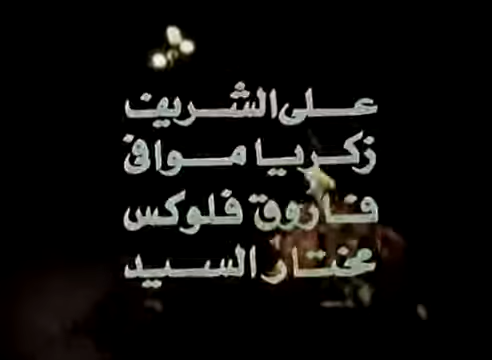 على الشريف
زكريا موافى
فاروق فلوكس
مختار السيد